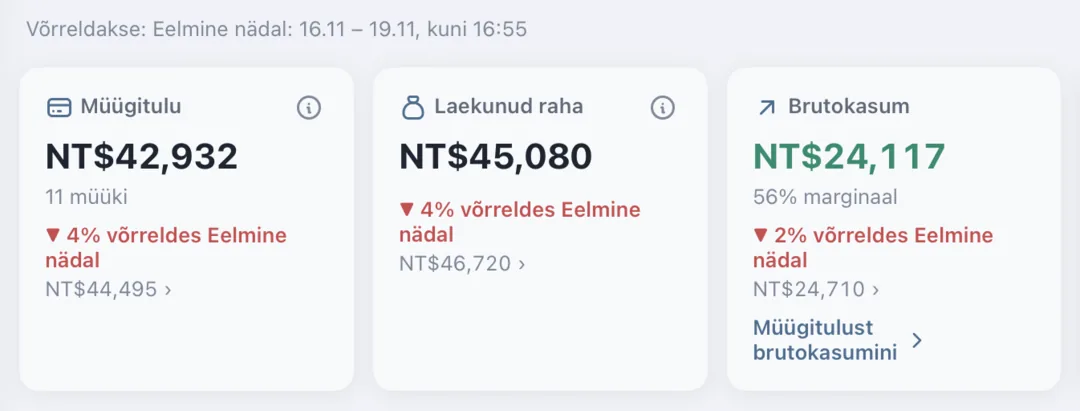 Võrreldakse: Eelmine nädal: 16.11 – 19.11, kuni 16:55
Müügitulu
NT$42,932
11 müüki
▼ 4% võrreldes Eelmine
nädal
NT$44,495 ›
Laekunud raha
NT$45,080
▼ 4% võrreldes Eelmine
nädal
NT$46,720 ›
Brutokasum
NT$24,117
56% marginaal
▼ 2% võrreldes Eelmine
nädal
NT$24,710 ›
Müügitulust
brutokasumini